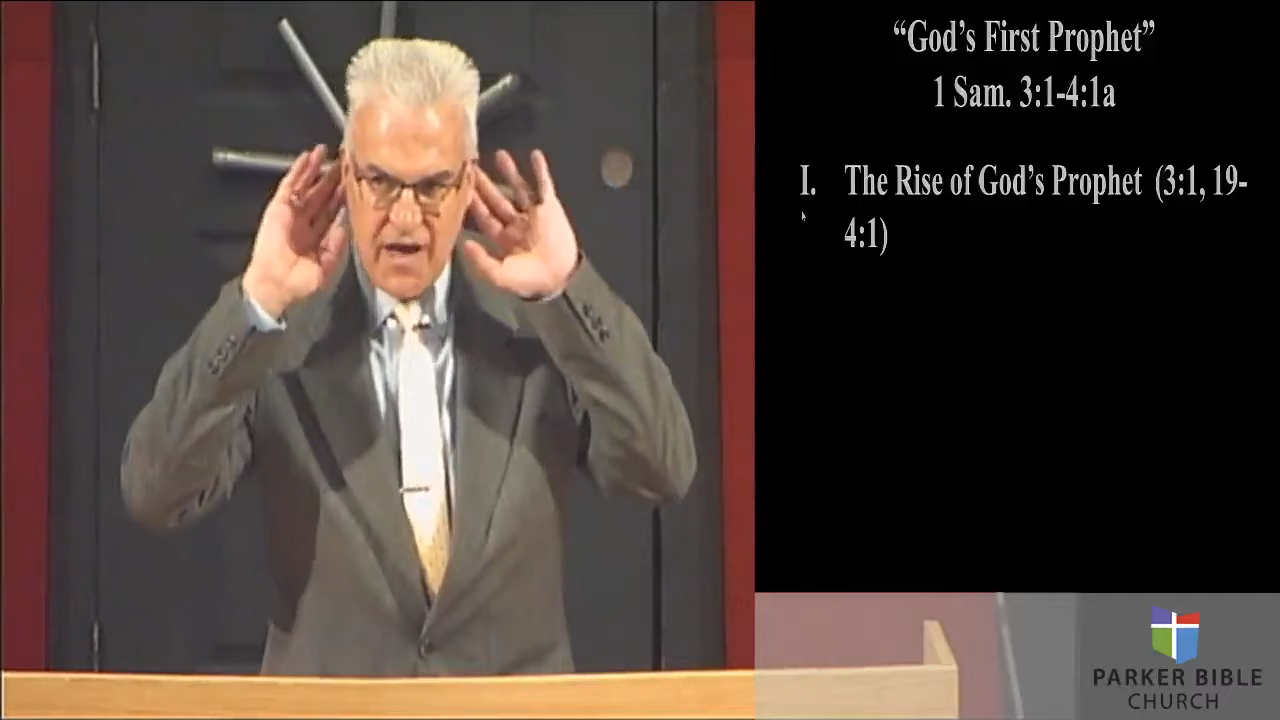 “God’s First Prophet”
1 Sam. 3:1-4:1a
I. The Rise of God’s Prophet (3:1, 19-
4:1)
PARKER BIBLE
CHURCH